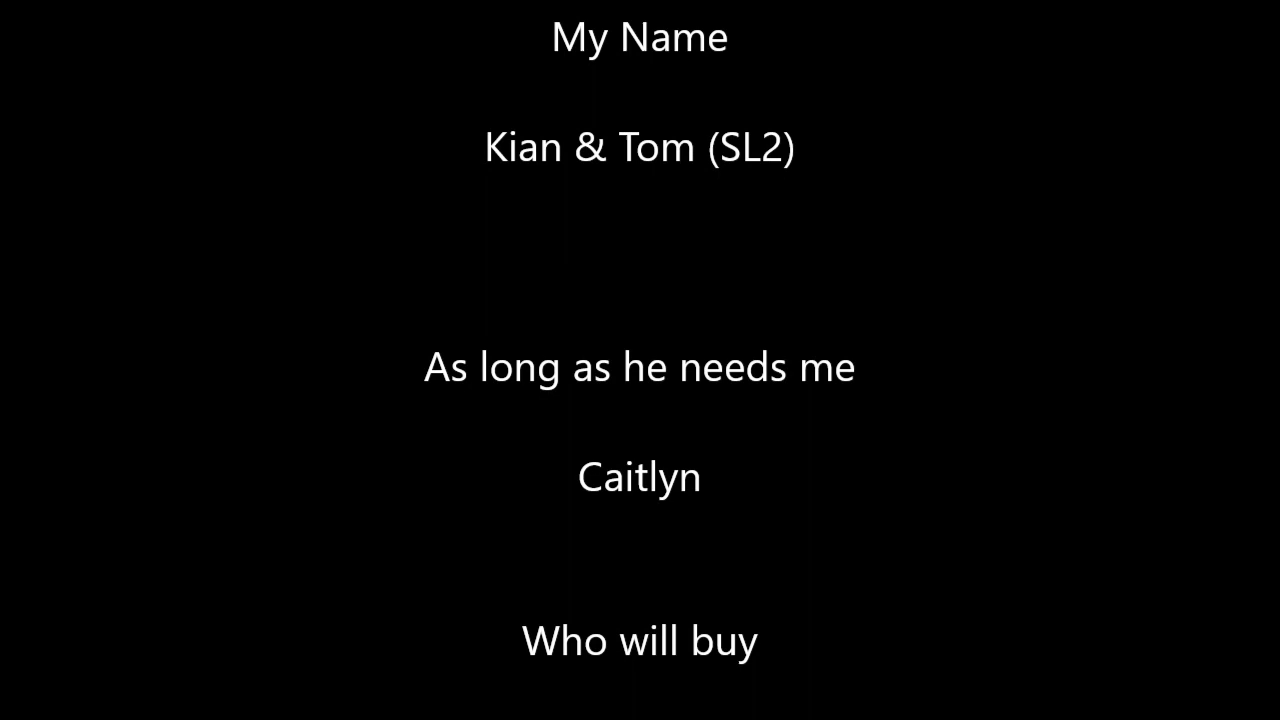 My Name
Kian & Tom (SL2)
As long as he needs me
Caitlyn
Who will buy